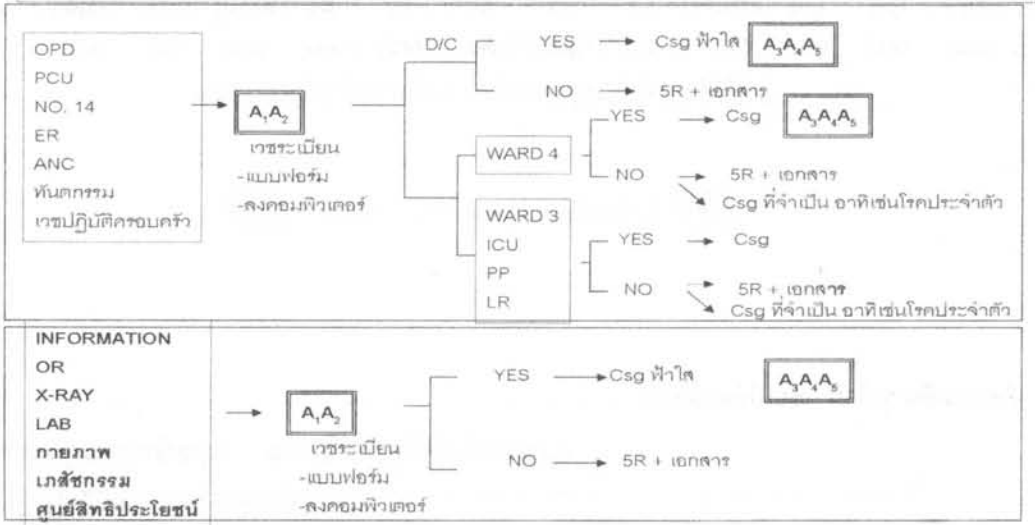 OPD
PCU
NO. 14
ER
ANC
ทันตกรรม
เวชปฏิบัติครอบครัว
A₁A₂
เวชระเบียน
-แบบฟอร์ม
-ลงคอมพิวเตอร์
D/C
YES
Csg ฟ้าใส
A₃A₄A₅
NO
5R + เอกสาร
WARD 4
YES
Csg
A₃A₄A₅
NO
5R + เอกสาร
Csg ที่จำเป็น อาทิเช่นโรคประจำตัว
WARD 3
ICU
PP
LR
YES
Csg
NO
5R + เอกสาร
Csg ที่จำเป็น อาทิเช่นโรคประจำตัว
INFORMATION
OR
X-RAY
LAB
กายภาพ
เภสัชกรรม
ศูนย์สิทธิประโยชน์
A₁A₂
เวชระเบียน
-แบบฟอร์ม
-ลงคอมพิวเตอร์
YES
Csg ฟ้าใส
A₃A₄A₅
NO
5R + เอกสาร